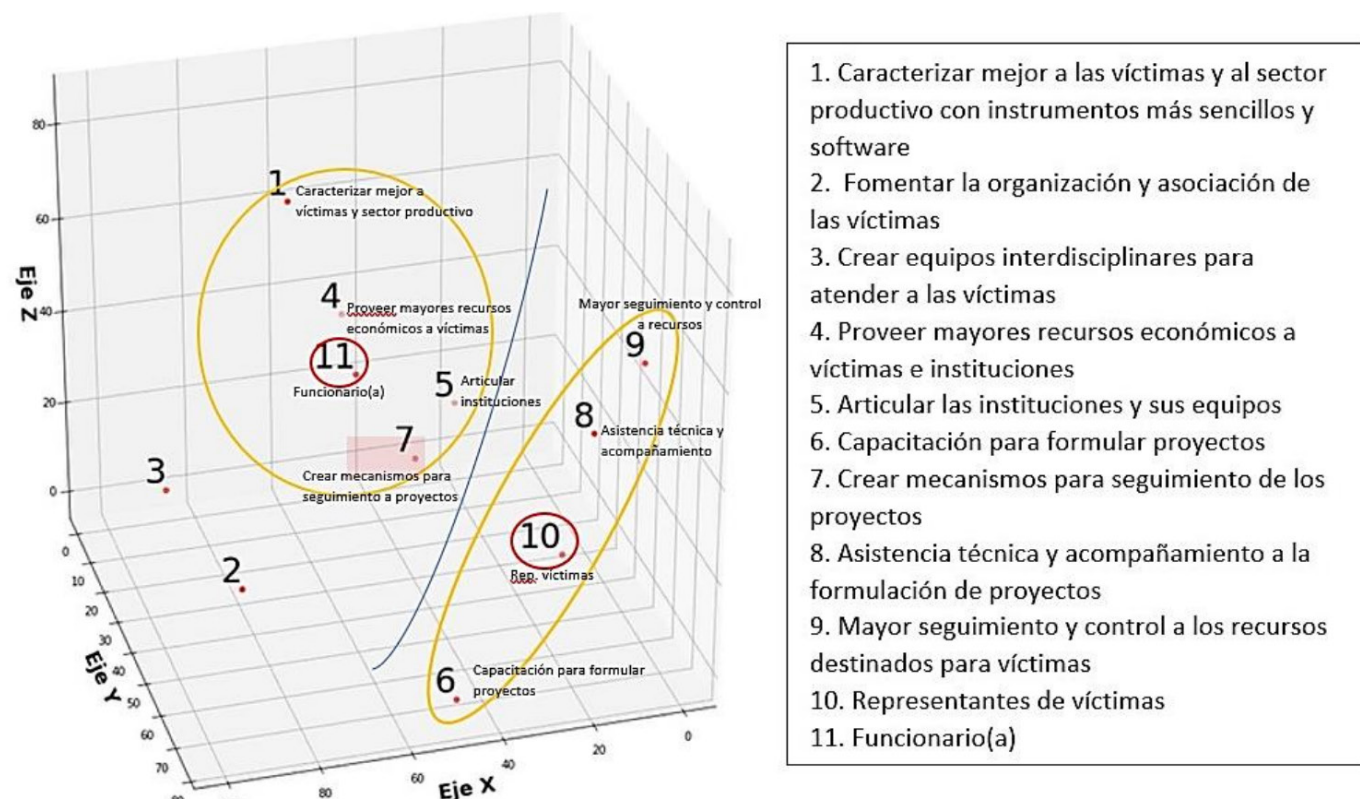 80
60
40
20
0
Eje Z
1
Caracterizar mejor a
víctimas y sector productivo
4
Proveer mayores recursos
económicos a víctimas
11
Funcionario(a)
5
Articular
instituciones
7
Crear mecanismos para
seguimiento a proyectos
3
2
Mayor seguimiento y control
a recursos
9
8
Asistencia técnica y
acompañamiento
10
Rep. víctimas
6
Capacitación para formular
proyectos
0
10
20
30
40
50
60
70
Eje Y
80
60
40
20
0
Eje X
1. Caracterizar mejor a las víctimas y al sector
productivo con instrumentos más sencillos y
software
2. Fomentar la organización y asociación de
las víctimas
3. Crear equipos interdisciplinares para
atender a las víctimas
4. Proveer mayores recursos económicos a
víctimas e instituciones
5. Articular las instituciones y sus equipos
6. Capacitación para formular proyectos
7. Crear mecanismos para seguimiento de los
proyectos
8. Asistencia técnica y acompañamiento a la
formulación de proyectos
9. Mayor seguimiento y control a los recursos
destinados para víctimas
10. Representantes de víctimas
11. Funcionario(a)